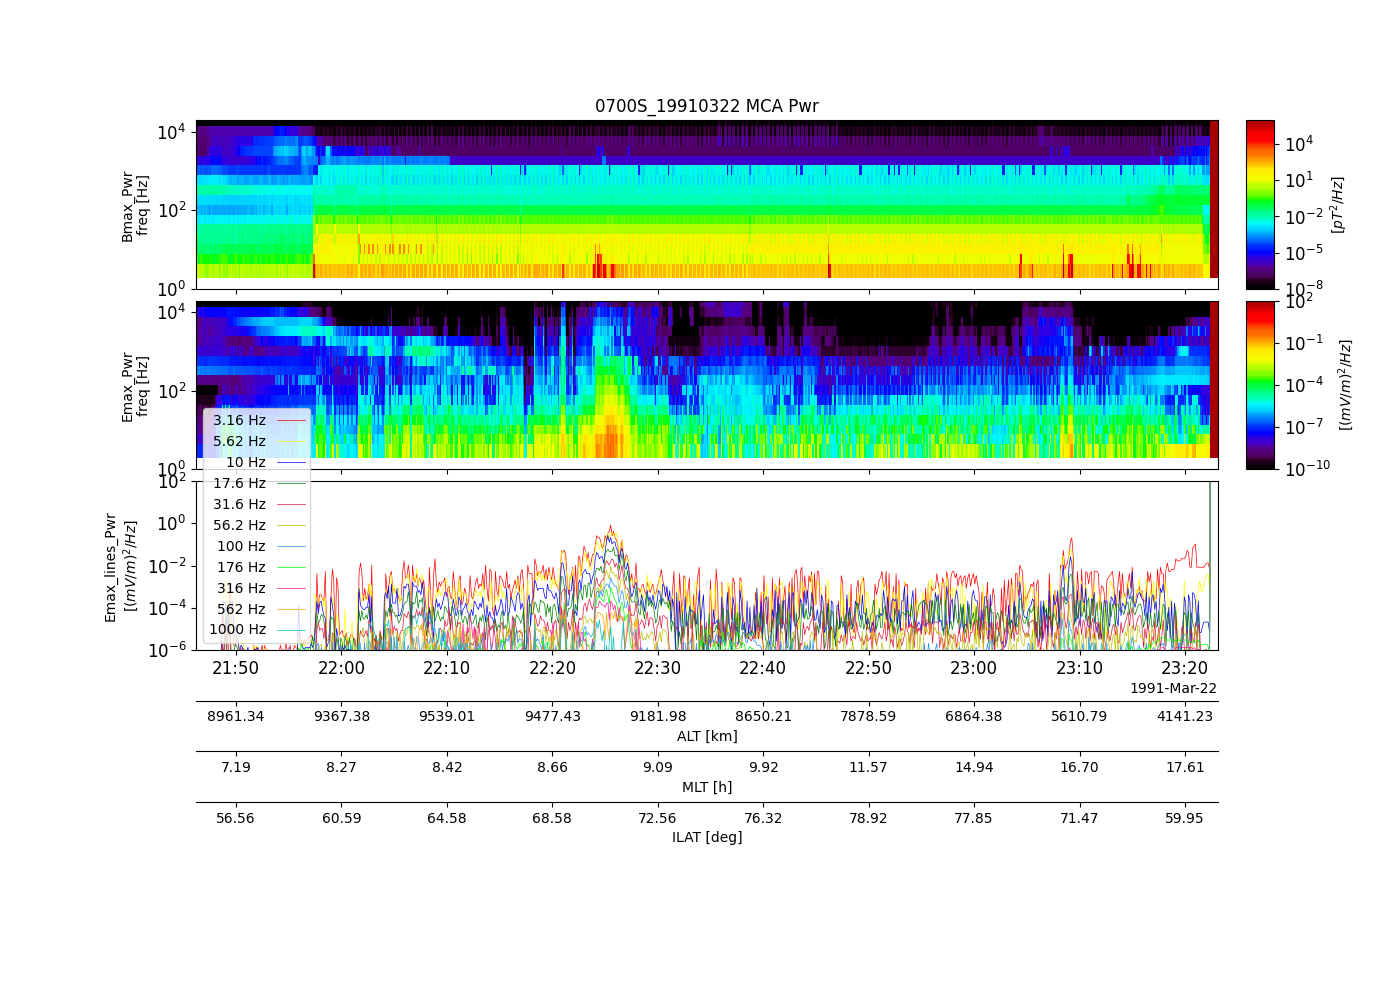 0700S_19910322 MCA Pwr
Bmax_Pwr
freq [Hz]
10^4
10^2
10^0
10^4
10^1
10^-2
10^-5
10^-8
[pT^2/Hz]
Emax_Pwr
freq [Hz]
10^4
10^2
10^0
10^2
10^-1
10^-4
10^-7
10^-10
[(mV/m)^2/Hz]
3.16 Hz
5.62 Hz
10 Hz
17.6 Hz
31.6 Hz
56.2 Hz
100 Hz
176 Hz
316 Hz
562 Hz
1000 Hz
Emax_lines_Pwr
[(mV/m)^2/Hz]
10^2
10^0
10^-2
10^-4
10^-6
21:50 22:00 22:10 22:20 22:30 22:40 22:50 23:00 23:10 23:20
1991-Mar-22
8961.34 9367.38 9539.01 9477.43 9181.98 8650.21 7878.59 6864.38 5610.79 4141.23
ALT [km]
7.19 8.27 8.42 8.66 9.09 9.92 11.57 14.94 16.70 17.61
MLT [h]
56.56 60.59 64.58 68.58 72.56 76.32 78.92 77.85 71.47 59.95
ILAT [deg]